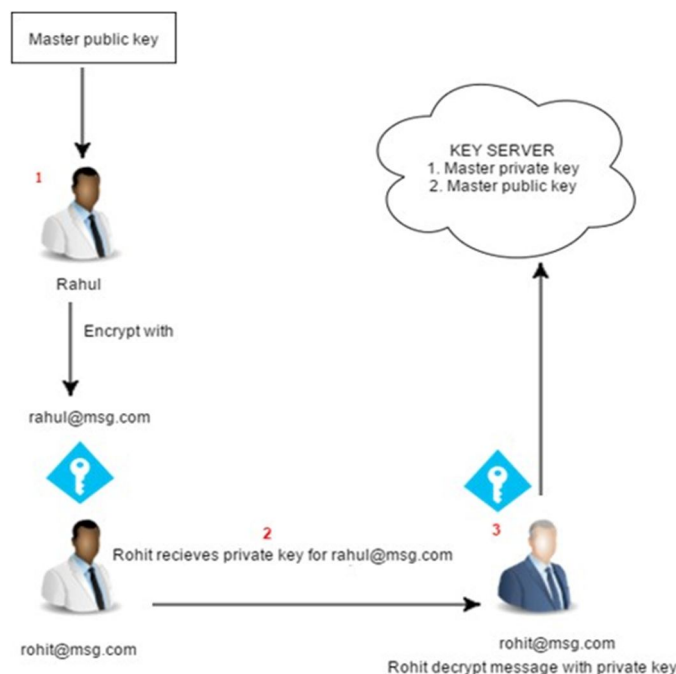 Master public key
KEY SERVER
1. Master private key
2. Master public key
1
Rahul
Encrypt with
rahul@msg.com
2
3
Rohit recieves private key for rahul@msg.com
rohit@msg.com
rohit@msg.com
Rohit decrypt message with private key